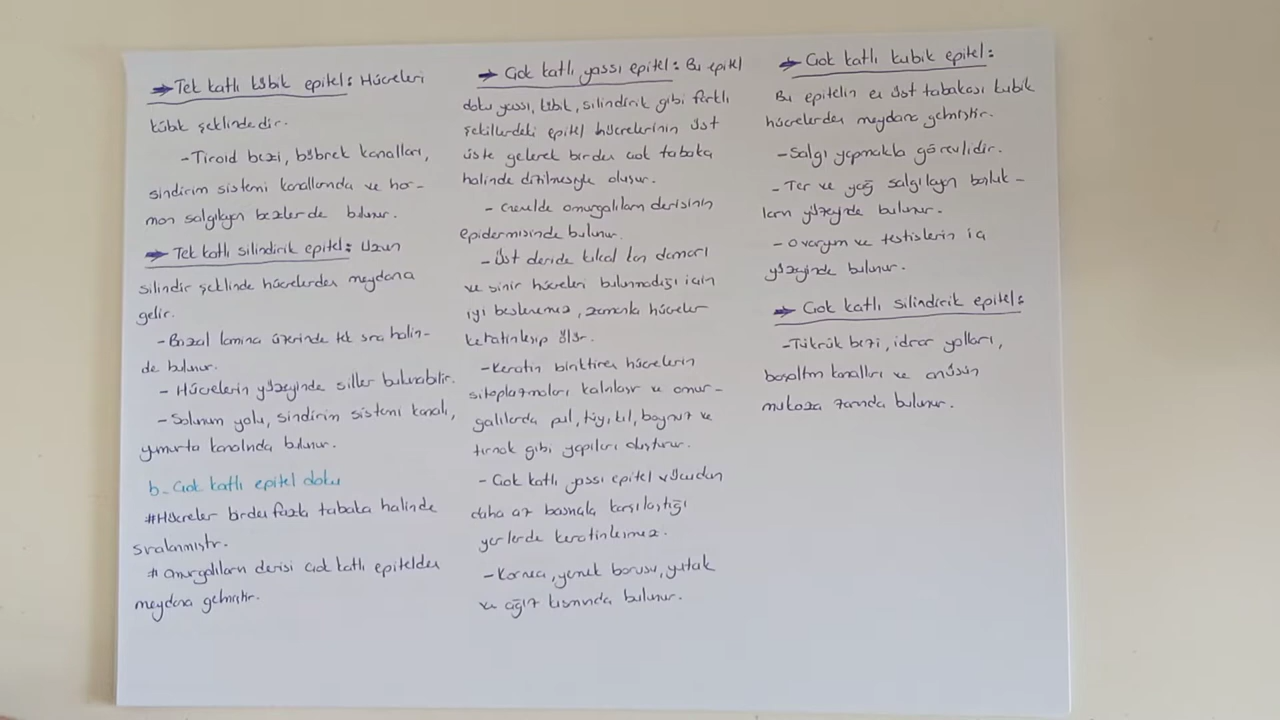 → Tek katlı kübik epitel: Hücreleri
kübik şeklindedir.
- Tiroid bezi, böbrek kanalları,
sindirim sistemi kanallarında ve hor-
mon salgılayan bezlerde bulunur.
→ Tek katlı silindirik epitel: Uzun
silindir şeklinde hücrelerden meydana
gelir.
- Bazal lamina üzerinde tek sıra halin-
de bulunur.
- Hücrelerin yüzeyinde siller bulunabilir.
- Solunum yolu, sindirim sistemi kanalı,
yumurta kanalında bulunur.
b- Çok katlı epitel doku
# Hücreler birden fazla tabaka halinde
sıralanmıştır.
# Omurgalıların derisi çok katlı epitelden
meydana gelmiştir.
→ Çok katlı yassı epitel: Bu epitel
doku yassı, kübik, silindirik gibi farklı
şekillerdeki epitel hücrelerinin üst
üste gelerek birden çok tabaka
halinde dizilmesiyle oluşur.
- Genelde omurgalıların derisinin
epidermisinde bulunur.
- Üst deride kılcal kan damarı
ve sinir hücreleri bulunmadığı için
iyi beslenemez, zamanla hücreler
keratinleşip ölür.
- Keratin biriktiren hücrelerin
sitoplazmaları kalınlaşır ve omur-
galılarda pul, tüy, kıl, boynuz ve
tırnak gibi yapıları oluşturur.
- Çok katlı yassı epitel vücudun
daha az basınçla karşılaştığı
yerlerde keratinleşmez.
- Kornea, yemek borusu, yutak
ve ağız kısmında bulunur.
→ Çok katlı kubik epitel:
Bu epitelin en üst tabakası kubik
hücrelerden meydana gelmiştir.
- Salgı yapmakla görevlidir.
- Ter ve yağ salgılayan boşluk-
ların yüzeyinde bulunur.
- Ovaryum ve testislerin iç
yüzeyinde bulunur.
→ Çok katlı silindirik epitel:
- Tükrük bezi, idrar yolları,
boşaltım kanalları ve anüsün
mukoza zarında bulunur.